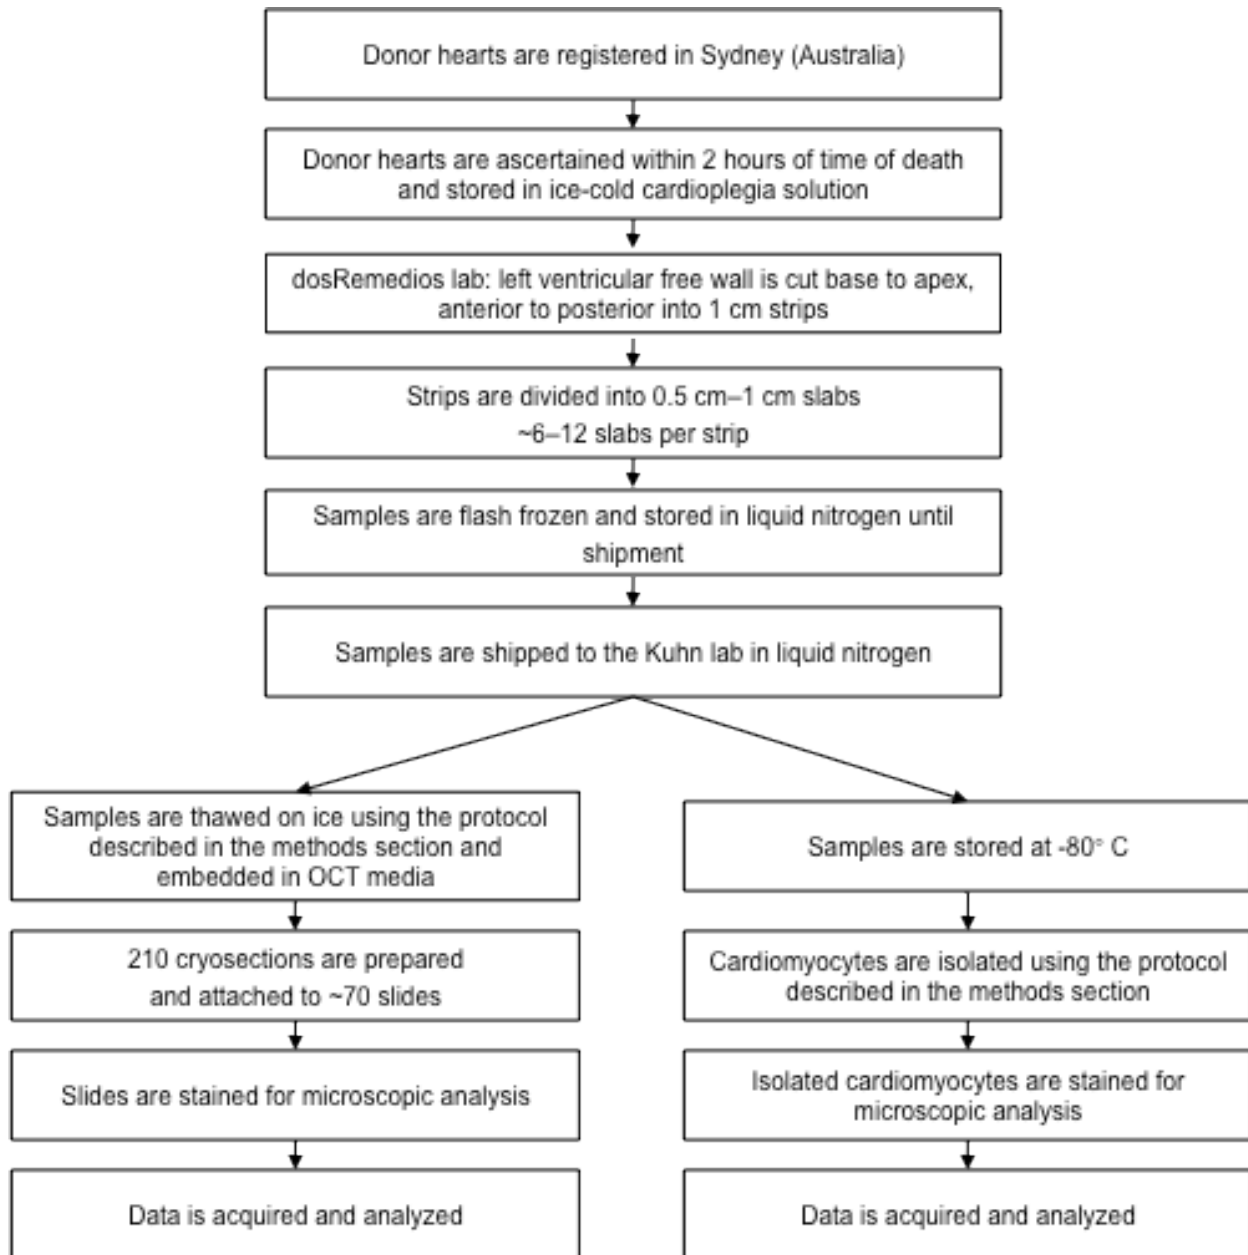 Donor hearts are registered in Sydney (Australia)
Donor hearts are ascertained within 2 hours of time of death
and stored in ice-cold cardioplegia solution
dosRemedios lab: left ventricular free wall is cut base to apex,
anterior to posterior into 1 cm strips
Strips are divided into 0.5 cm–1 cm slabs
~6–12 slabs per strip
Samples are flash frozen and stored in liquid nitrogen until
shipment
Samples are shipped to the Kuhn lab in liquid nitrogen
Samples are thawed on ice using the protocol
described in the methods section and
embedded in OCT media
210 cryosections are prepared
and attached to ~70 slides
Slides are stained for microscopic analysis
Data is acquired and analyzed
Samples are stored at -80° C
Cardiomyocytes are isolated using the protocol
described in the methods section
Isolated cardiomyocytes are stained for
microscopic analysis
Data is acquired and analyzed